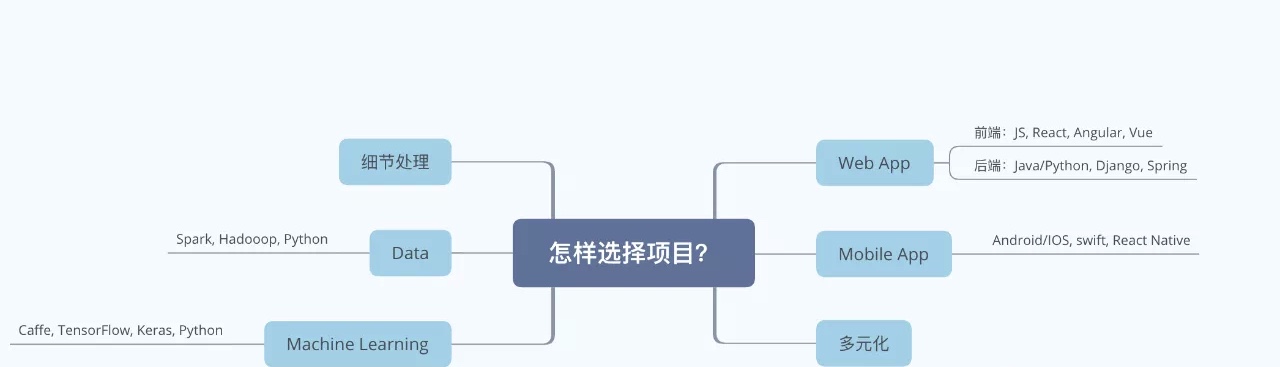 怎样选择项目？
细节处理
Data
Spark, Hadooop, Python
Machine Learning
Caffe, TensorFlow, Keras, Python
Web App
前端：JS, React, Angular, Vue
后端：Java/Python, Django, Spring
Mobile App
Android/IOS, swift, React Native
多元化